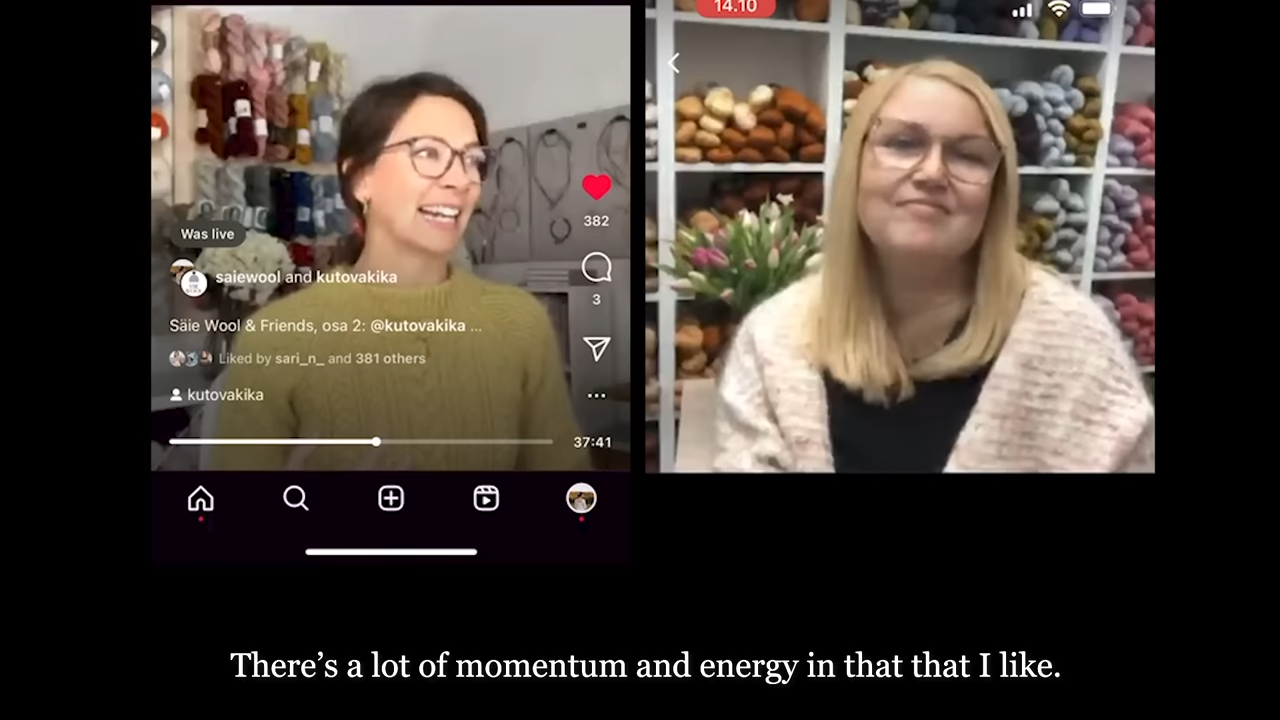 14.10
Was live
382
saiewool and kutovakika
3
Säie Wool & Friends, osa 2: @kutovakika ...
Liked by sari_n_ and 381 others
kutovakika
37:41
There's a lot of momentum and energy in that that I like.